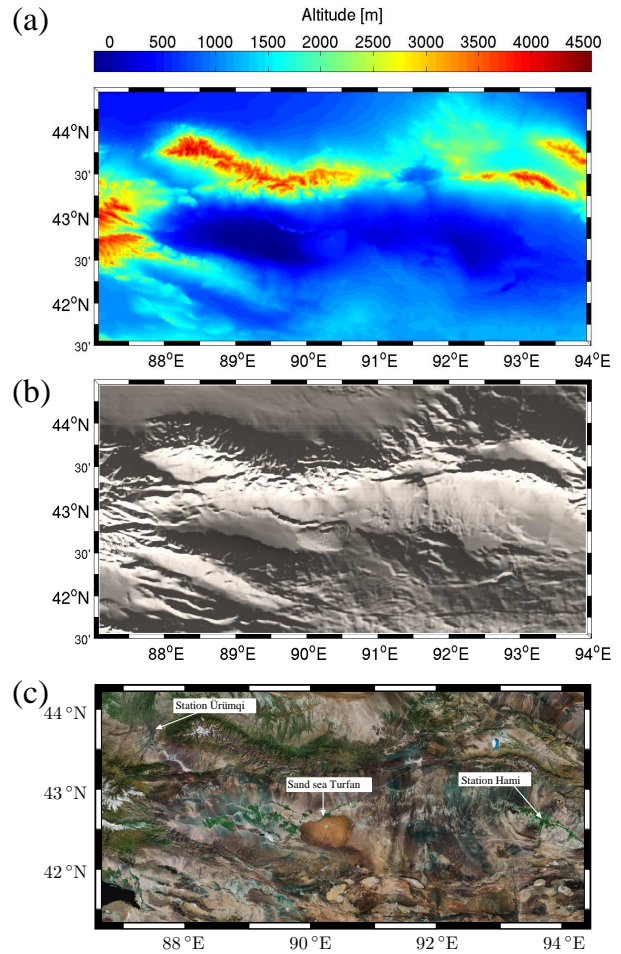 (a)
Altitude [m]
0 500 1000 1500 2000 2500 3000 3500 4000 4500
44°N
30'
43°N
30'
42°N
30'
88°E 89°E 90°E 91°E 92°E 93°E 94°E
(b)
44°N
30'
43°N
30'
42°N
30'
88°E 89°E 90°E 91°E 92°E 93°E 94°E
(c)
44°N
Station Ürümqi
43°N
Sand sea Turfan
Station Hami
42°N
88°E 90°E 92°E 94°E